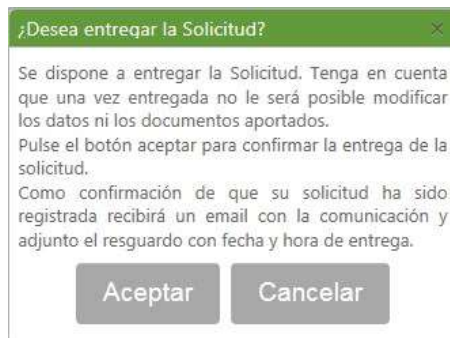 ¿Desea entregar la Solicitud?
Se dispone a entregar la Solicitud. Tenga en cuenta
que una vez entregada no le será posible modificar
los datos ni los documentos aportados.
Pulse el botón aceptar para confirmar la entrega de la
solicitud.
Como confirmación de que su solicitud ha sido
registrada recibirá un email con la comunicación y
adjunto el resguardo con fecha y hora de entrega.
Aceptar Cancelar